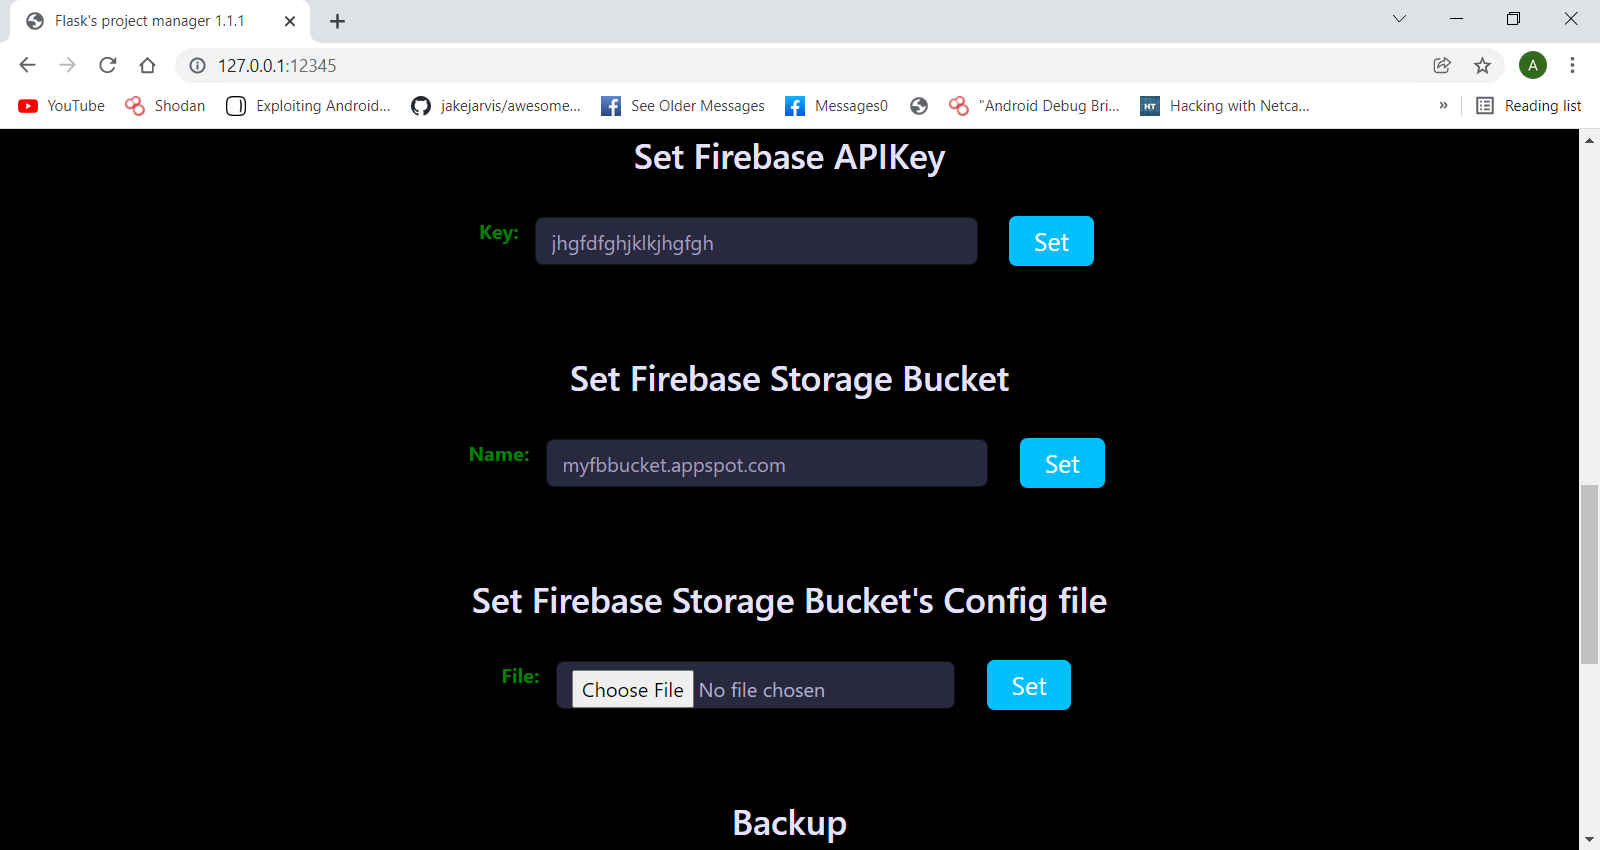 Flask's project manager 1.1.1
127.0.0.1:12345
A
YouTube
Shodan
Exploiting Android...
jakejarvis/awesome...
See Older Messages
Messages0
"Android Debug Bri...
HT
Hacking with Netca...
»
Reading list
Set Firebase APIKey
Key:
jhgfdfghjklkjhgfgh
Set
Set Firebase Storage Bucket
Name:
myfbbucket.appspot.com
Set
Set Firebase Storage Bucket's Config file
File:
Choose File No file chosen
Set
Backup